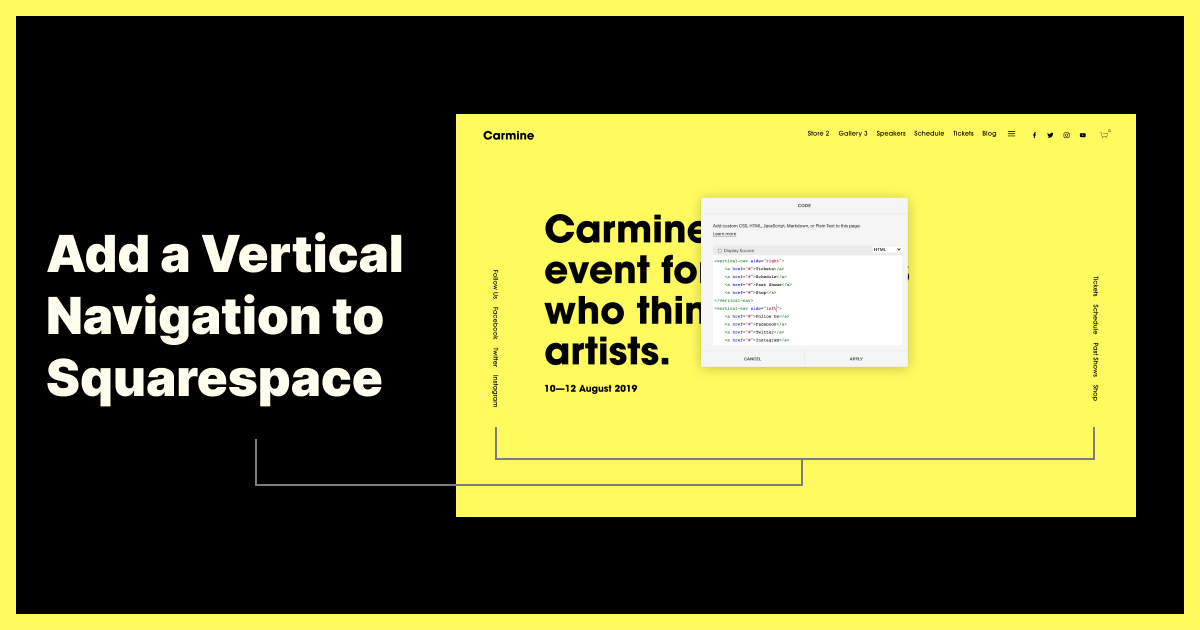 Add a Vertical
Navigation to
Squarespace
Carmine
Store 2 Gallery 3 Speakers Schedule Tickets Blog
0
Carmine
event fo
who thin
artists.
10—12 August 2019
Follow Us Facebook Twitter Instagram
Tickets Schedule Past Shows Shop
CODE
Add custom CSS, HTML, JavaScript, Markdown, or Plain Text to this page.
Learn more
Display Source HTML
<vertical-nav side="right">
<a href="#">Tickets</a>
<a href="#">Schedule</a>
<a href="#">Past Shows</a>
<a href="#">Shop</a>
</vertical-nav>
<vertical-nav side="left">
<a href="#">Follow Us</a>
<a href="#">Facebook</a>
<a href="#">Twitter</a>
<a href="#">Instagram</a>
CANCEL APPLY